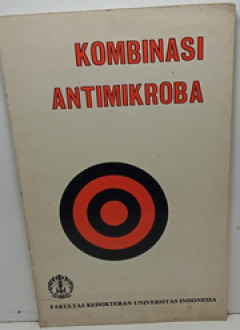 KOMBINASI
ANTIMIKROBA
FAKULTAS KEDOKTERAN UNIVERSITAS INDONESIA